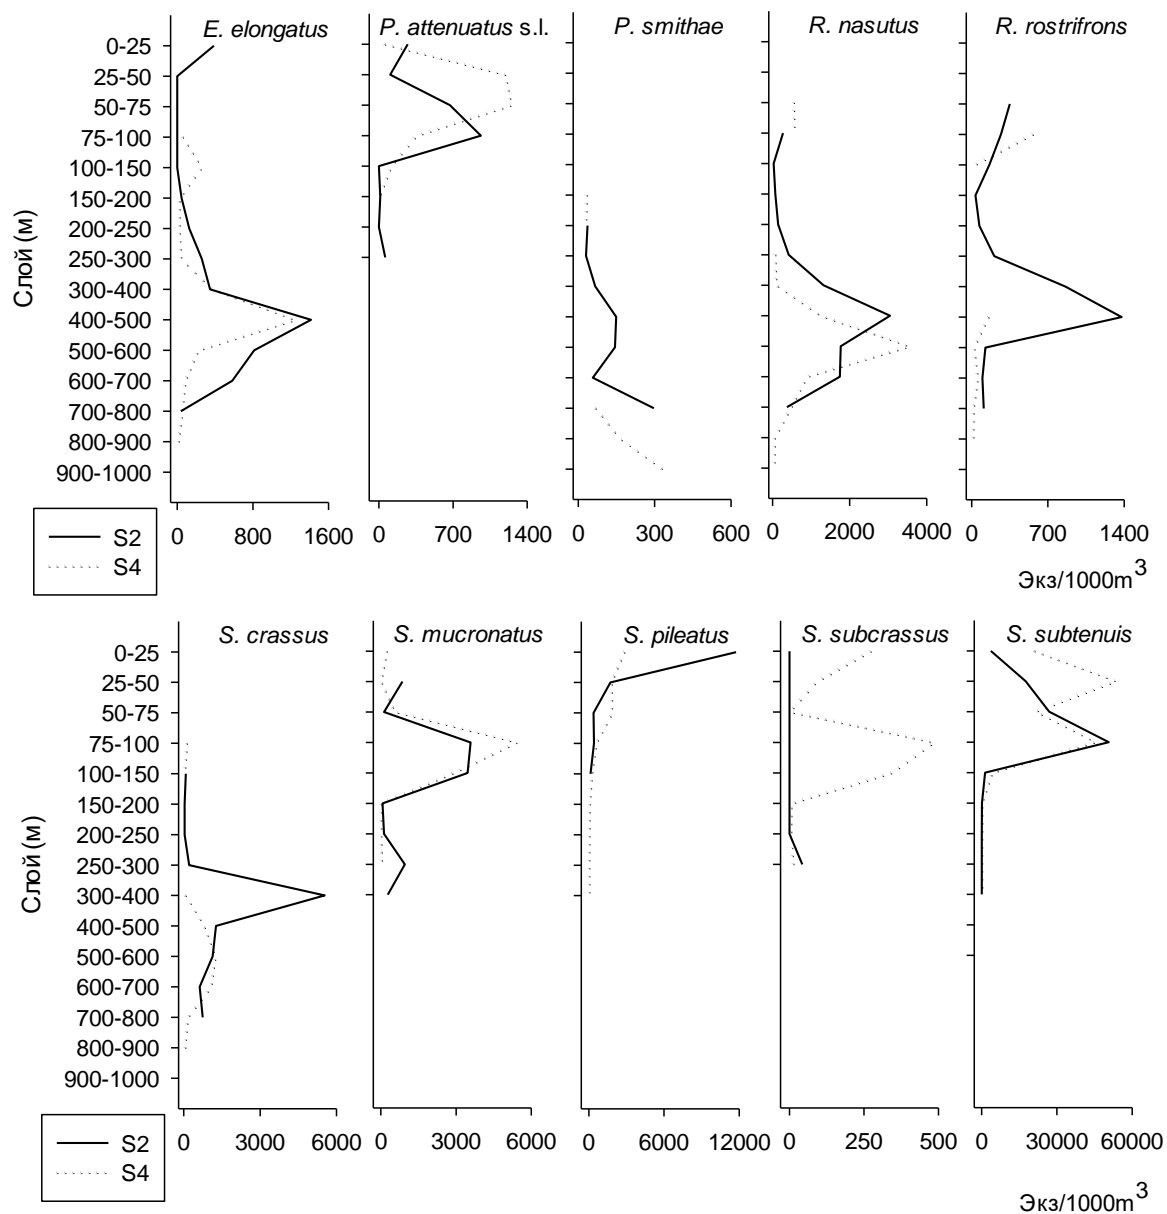 E. elongatus
P. attenuatus s.l.
P. smithae
R. nasutus
R. rostrifrons
Слой (м)
0-25
25-50
50-75
75-100
100-150
150-200
200-250
250-300
300-400
400-500
500-600
600-700
700-800
800-900
900-1000
0 800 1600
0 700 1400
0 300 600
0 2000 4000
0 700 1400
S2
S4
Экз/1000m3
S. crassus
S. mucronatus
S. pileatus
S. subcrassus
S. subtenuis
Слой (м)
0-25
25-50
50-75
75-100
100-150
150-200
200-250
250-300
300-400
400-500
500-600
600-700
700-800
800-900
900-1000
0 3000 6000
0 3000 6000
0 6000 12000
0 250 500
0 30000 60000
S2
S4
Экз/1000m3